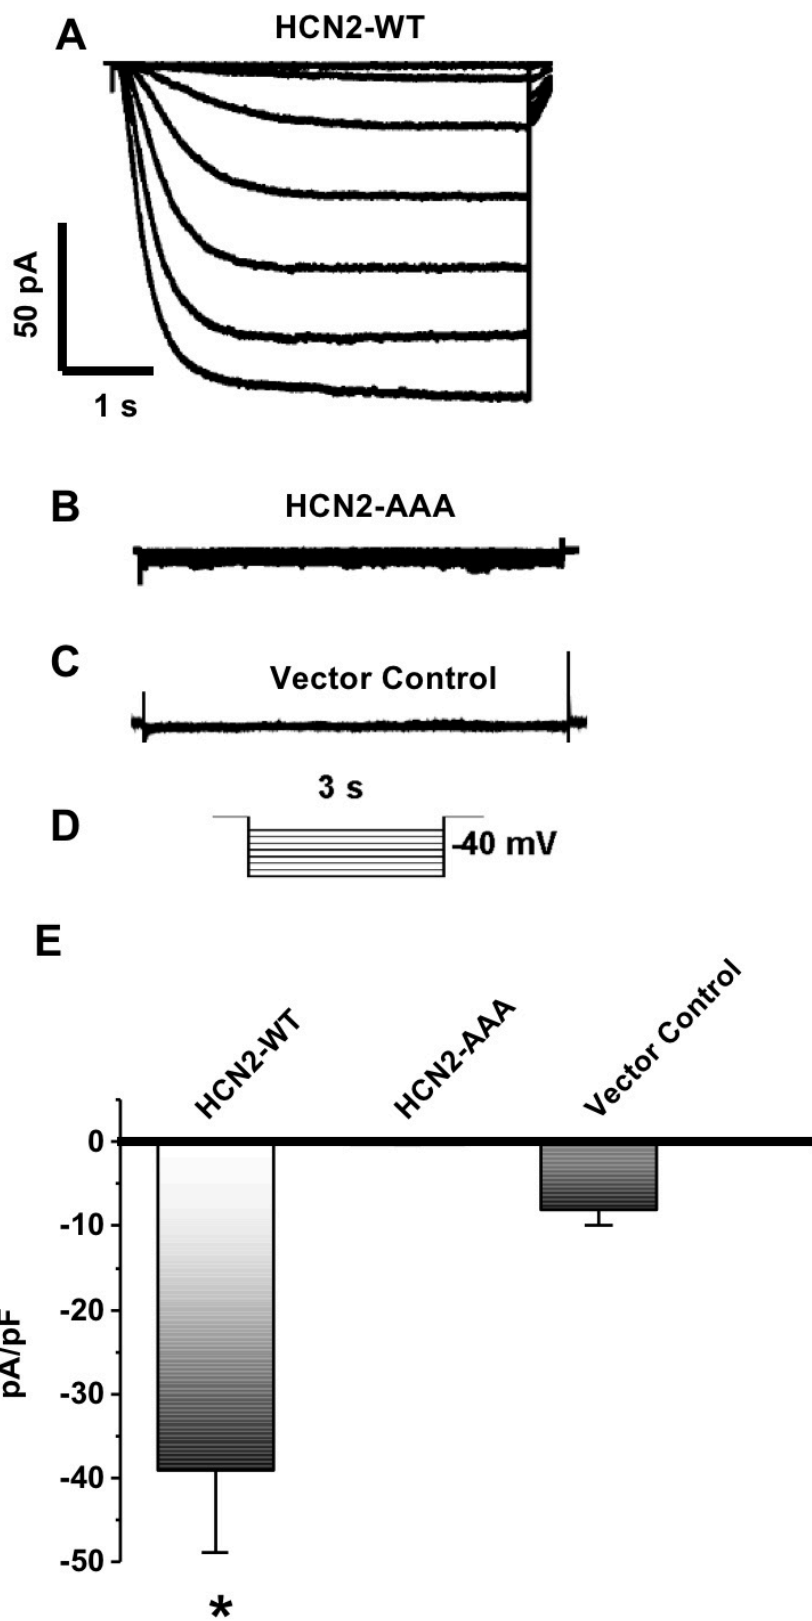 A
HCN2-WT
50 pA
1 s
B
HCN2-AAA
C
Vector Control
3 s
D
-40 mV
E
HCN2-WT
HCN2-AAA
Vector Control
0
-10
-20
-30
-40
-50
pA/pF
*